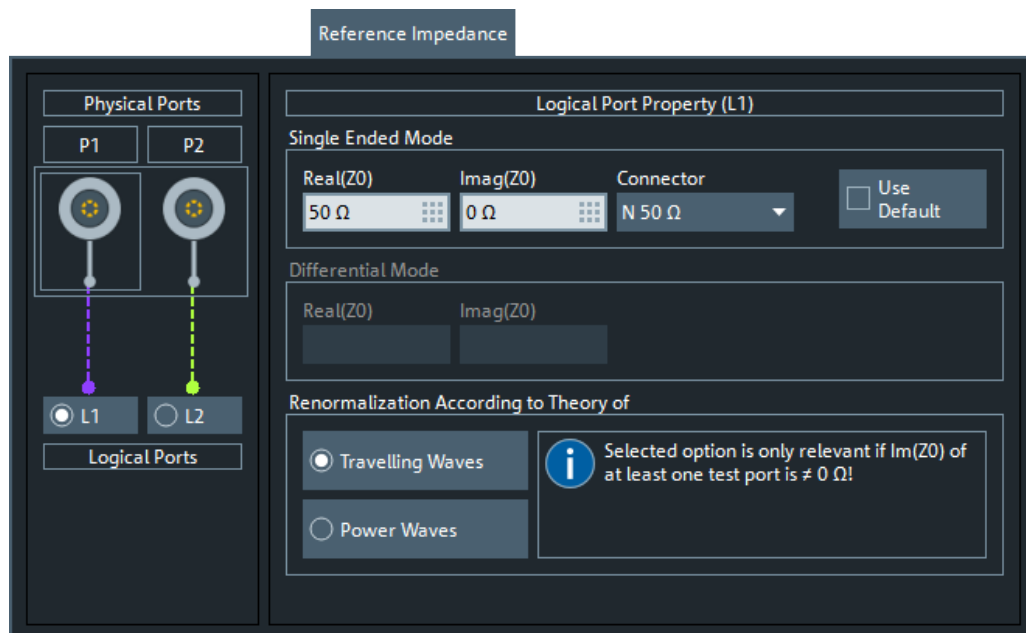 Reference Impedance
Physical Ports
P1
P2
L1
L2
Logical Ports
Logical Port Property (L1)
Single Ended Mode
Real(Z0)
Imag(Z0)
Connector
50 Ω
0 Ω
N 50 Ω
Use
Default
Differential Mode
Real(Z0)
Imag(Z0)
Renormalization According to Theory of
Travelling Waves
Power Waves
Selected option is only relevant if Im(Z0) of
at least one test port is ≠ 0 Ω!